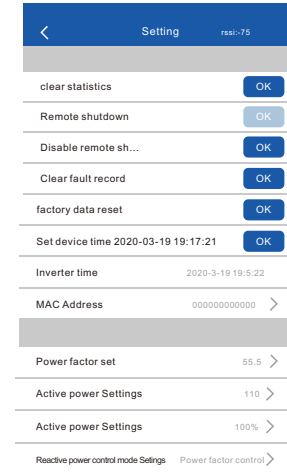 Setting rssi:-75
clear statistics OK
Remote shutdown OK
Disable remote sh... OK
Clear fault record OK
factory data reset OK
Set device time 2020-03-19 19:17:21 OK
Inverter time 2020-3-19 19:5:22
MAC Address 000000000000
Power factor set 55.5
Active power Settings 110
Active power Settings 100%
Reactive power control mode Setings Power factor control